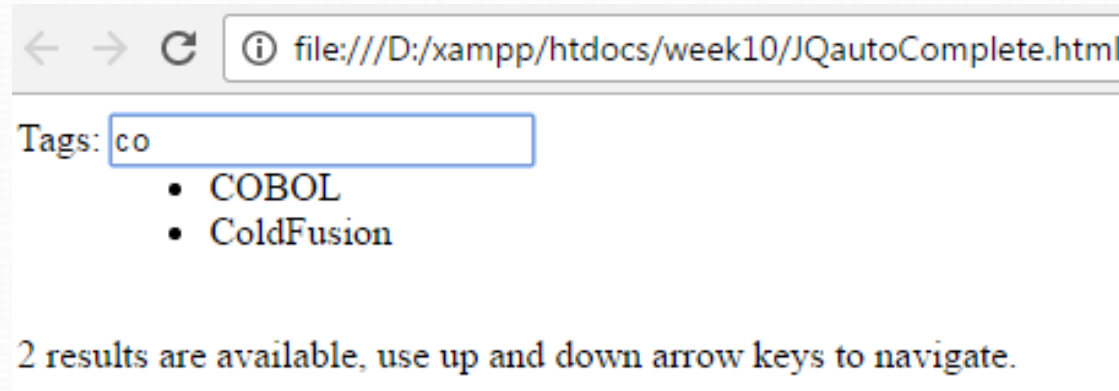 file:///D:/xampp/htdocs/week10/JQautoComplete.html
Tags: co
COBOL
ColdFusion
2 results are available, use up and down arrow keys to navigate.